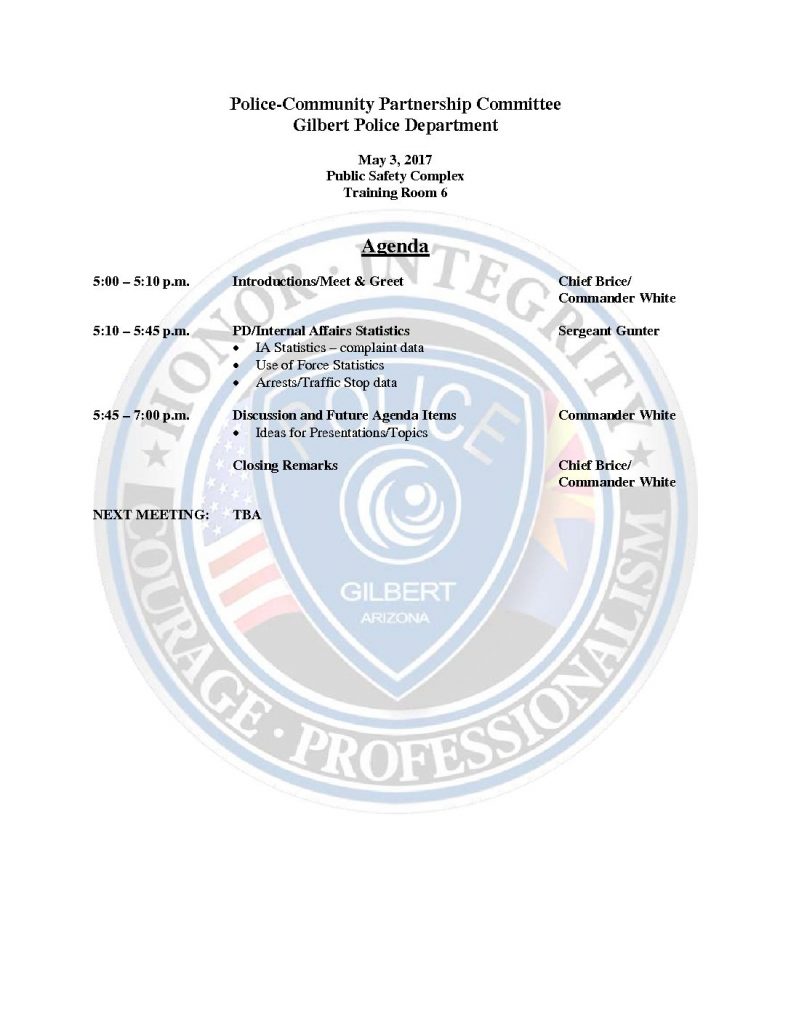 Police-Community Partnership Committee
Gilbert Police Department
May 3, 2017
Public Safety Complex
Training Room 6
Agenda
5:00 – 5:10 p.m. Introductions/Meet & Greet Chief Brice/
Commander White
5:10 – 5:45 p.m. PD/Internal Affairs Statistics Sergeant Gunter
• IA Statistics – complaint data
• Use of Force Statistics
• Arrests/Traffic Stop data
5:45 – 7:00 p.m. Discussion and Future Agenda Items Commander White
• Ideas for Presentations/Topics
Closing Remarks Chief Brice/
Commander White
NEXT MEETING: TBA
HONOR · INTEGRITY
POLICE
GILBERT
ARIZONA
COURAGE · PROFESSIONALISM